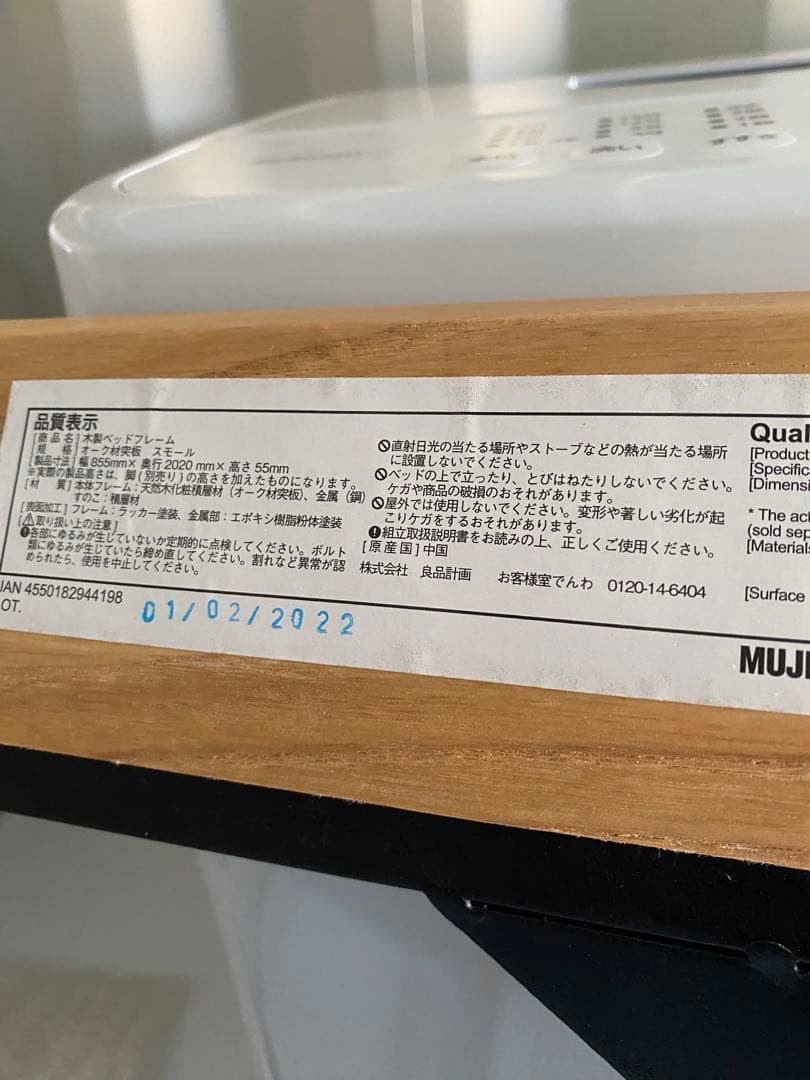 洗い
すすぎ
品質表示
[商 品 名] 木製ベッドフレーム
[規　　格] オーク材突板　スモール
[製品寸法] 幅 855mm× 奥行 2020 mm× 高さ 55mm
※実際の製品高さは、脚 (別売り) の高さを加えたものになります。
[材　　質] 本体フレーム：天然木化粧積層材（オーク材突板）、金属（鋼）
すのこ：積層材
[表面加工] フレーム：ラッカー塗装、金属部：エポキシ樹脂粉体塗装
[⚠取り扱い上の注意]
各部にゆるみが生じていないか定期的に点検してください。ボルト
類にゆるみが生じていたら締め直してください。割れなど異常が認
められたら、使用を中止してください。
直射日光の当たる場所やストーブなどの熱が当たる場所
に設置しないでください。
ベッドの上で立ったり、とびはねたりしないでください。
ケガや商品の破損のおそれがあります。
屋外では使用しないでください。変形や著しい劣化が起
こりケガをするおそれがあります。
組立取扱説明書をお読みの上、正しくご使用ください。
[原産国] 中国
株式会社　良品計画　お客様室でんわ　0120-14-6404
JAN 4550182944198
OT.
01/02/2022
Qual
[Product
[Specific
[Dimensi
* The ac
(sold sep
[Materials
[Surface
MUJI